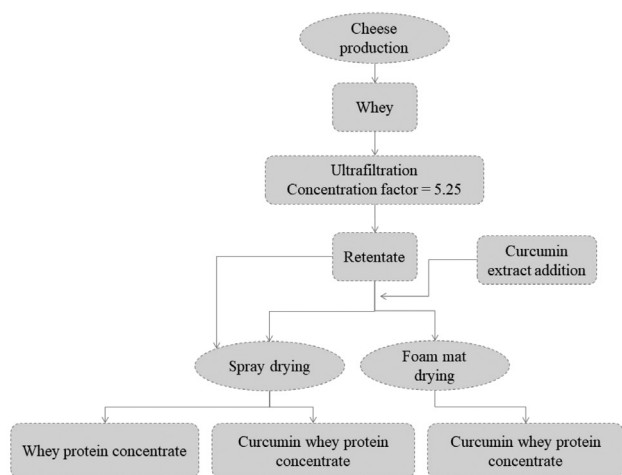 Cheese
production
Whey
Ultrafiltration
Concentration factor = 5.25
Retentate
Curcumin
extract addition
Spray drying
Foam mat
drying
Whey protein concentrate
Curcumin whey protein
concentrate
Curcumin whey protein
concentrate